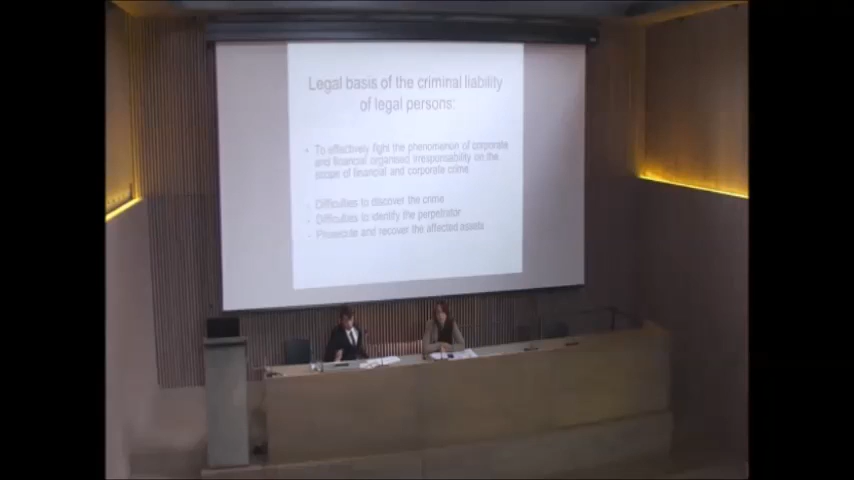 Legal basis of the criminal liability
of legal persons:
- To effectively fight the phenomenon of corporate
and financial organised irresponsability on the
scope of financial and corporate crime
- Difficulties to discover the crime
- Difficulties to identify the perpetrator
- Prosecute and recover the affected assets